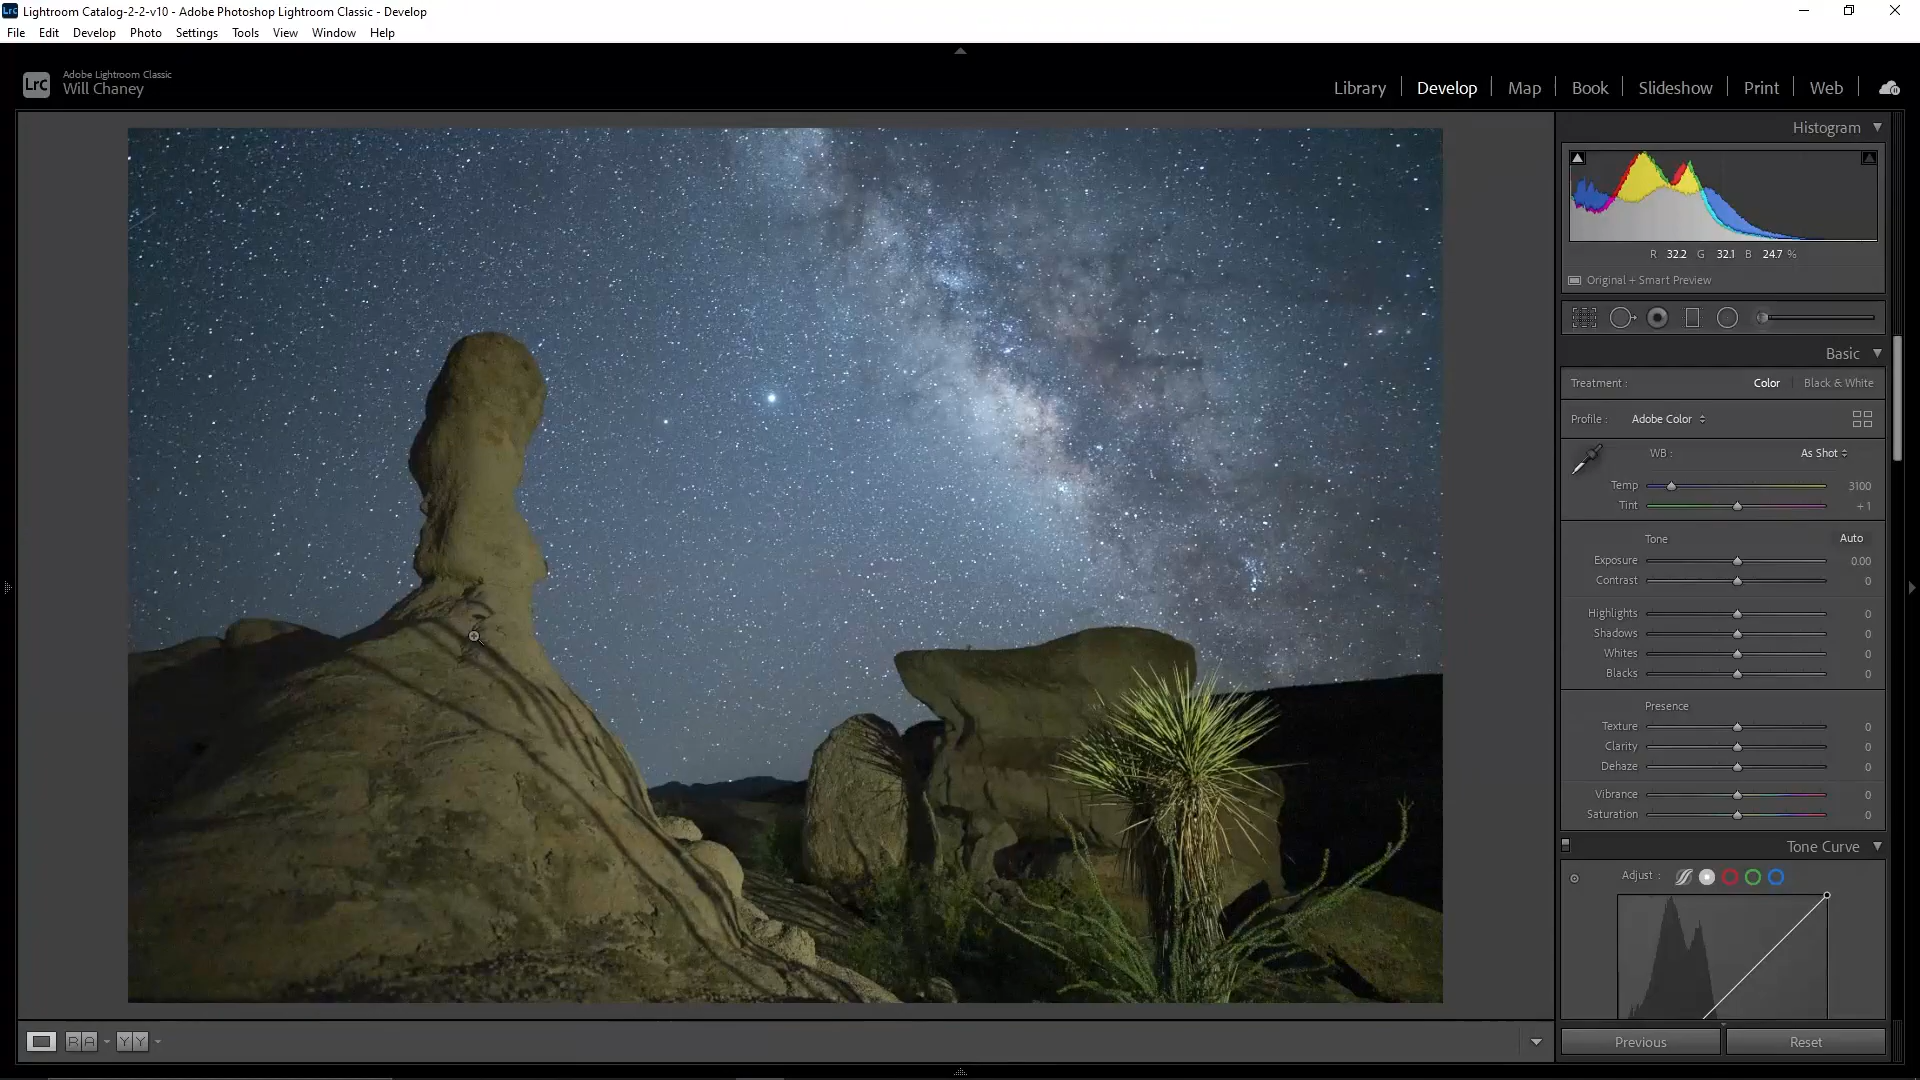 Lrc Lightroom Catalog-2-2-v10 - Adobe Photoshop Lightroom Classic - Develop
File Edit Develop Photo Settings Tools View Window Help
LrC Adobe Lightroom Classic
Will Chaney
Library Develop Map Book Slideshow Print Web
Histogram
R 32.2 G 32.1 B 24.7 %
Original + Smart Preview
Basic
Treatment : Color Black & White
Profile : Adobe Color
WB : As Shot
Temp 3100
Tint + 1
Tone Auto
Exposure 0.00
Contrast 0
Highlights 0
Shadows 0
Whites 0
Blacks 0
Presence
Texture 0
Clarity 0
Dehaze 0
Vibrance 0
Saturation 0
Tone Curve
Adjust :
R A Y Y
Previous Reset